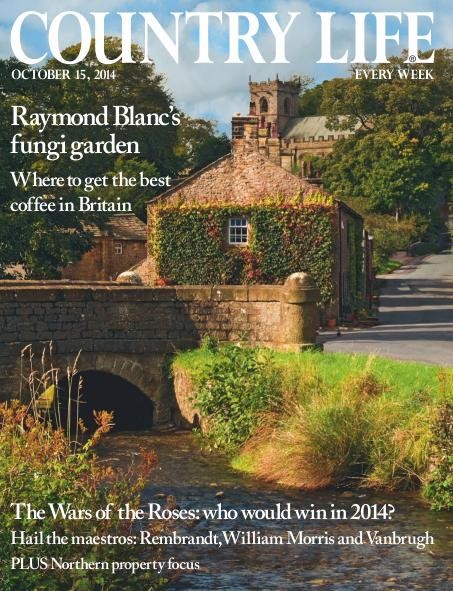 COUNTRY LIFE®
OCTOBER 15, 2014
EVERY WEEK
Raymond Blanc's
fungi garden
Where to get the best
coffee in Britain
The Wars of the Roses: who would win in 2014?
Hail the maestros: Rembrandt, William Morris and Vanbrugh
PLUS Northern property focus